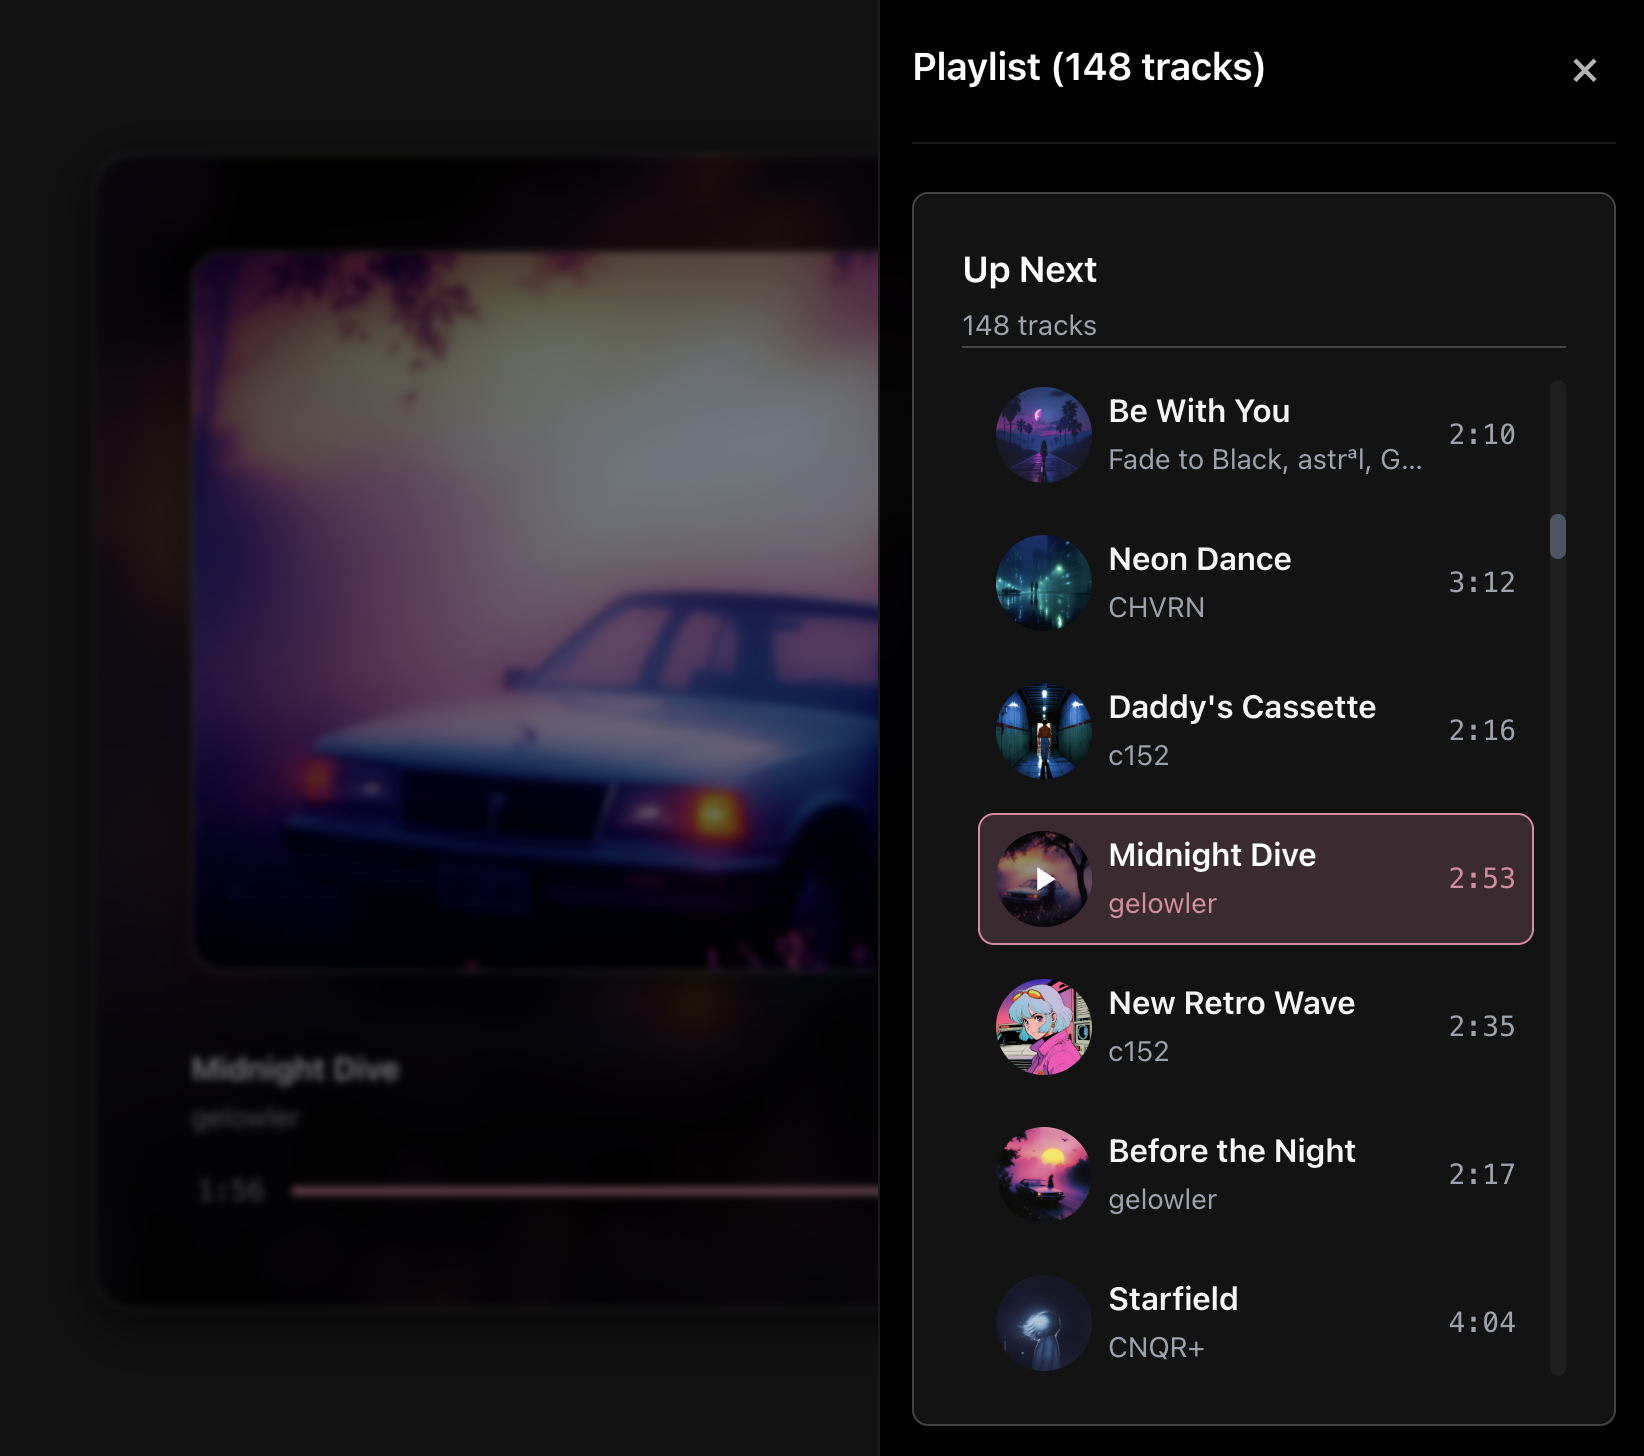 Playlist (148 tracks)
Up Next
148 tracks
Be With You
2:10
Fade to Black, astrᵃl, G...
Neon Dance
3:12
CHVRN
Daddy's Cassette
2:16
c152
Midnight Dive
2:53
gelowler
New Retro Wave
2:35
c152
Before the Night
2:17
gelowler
Starfield
4:04
CNQR+
Midnight Dive
gelowler
1:56